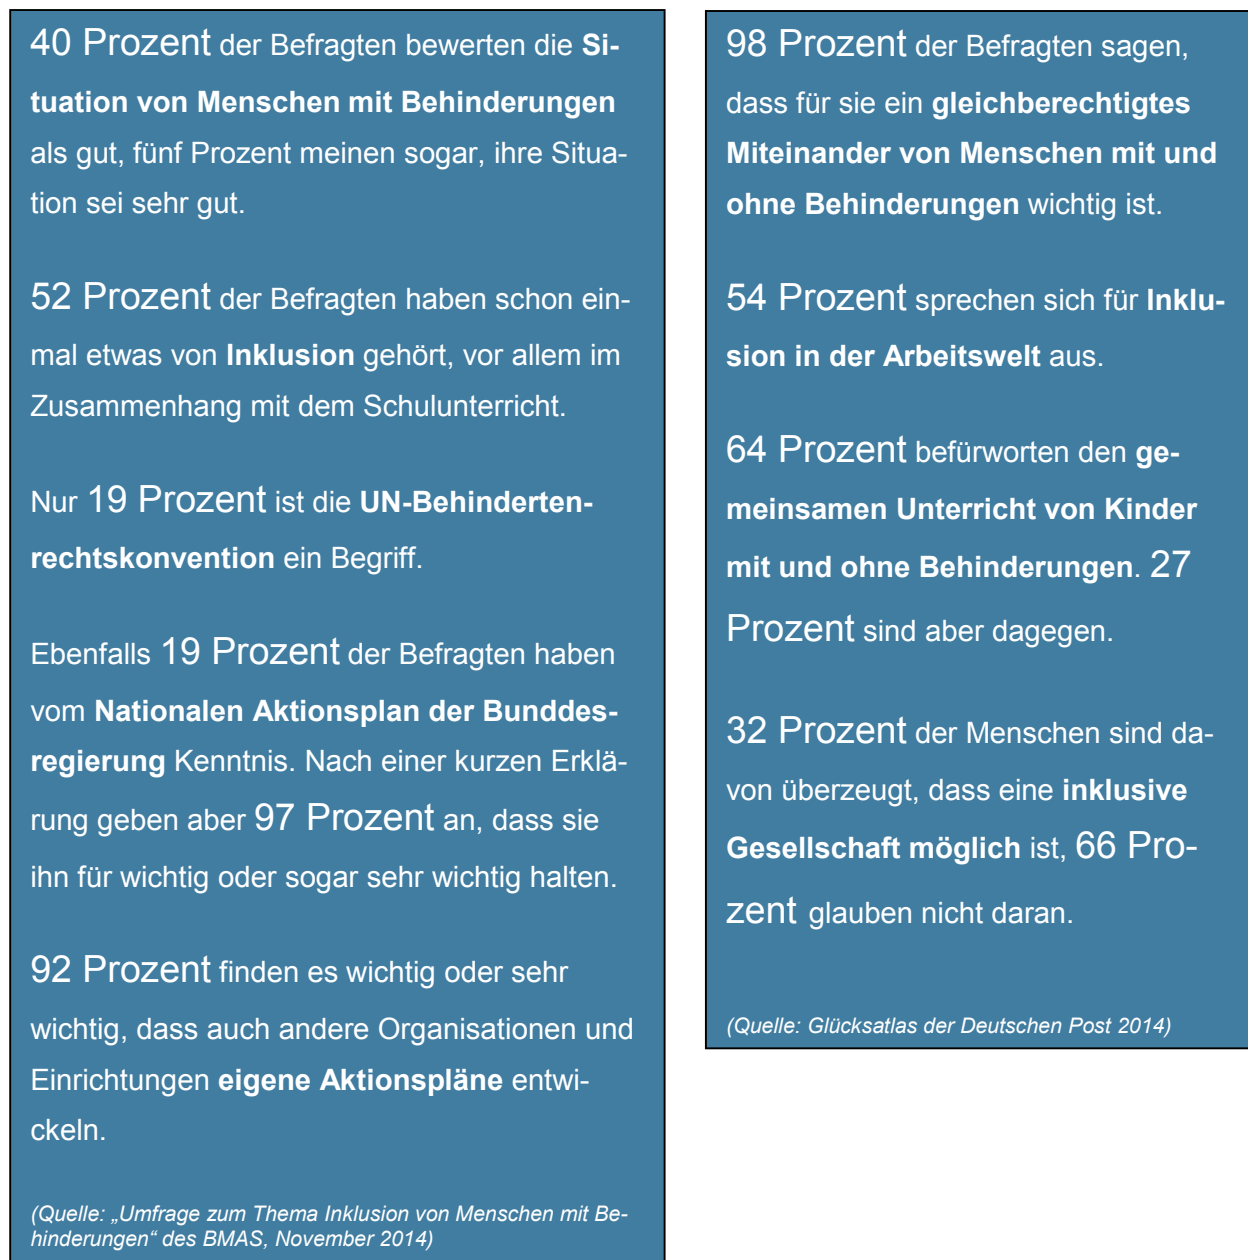 40 Prozent der Befragten bewerten die Si-
tuation von Menschen mit Behinderungen
als gut, fünf Prozent meinen sogar, ihre Situa-
tion sei sehr gut.
52 Prozent der Befragten haben schon ein-
mal etwas von Inklusion gehört, vor allem im
Zusammenhang mit dem Schulunterricht.
Nur 19 Prozent ist die UN-Behinderten-
rechtskonvention ein Begriff.
Ebenfalls 19 Prozent der Befragten haben
vom Nationalen Aktionsplan der Bunddes-
regierung Kenntnis. Nach einer kurzen Erklä-
rung geben aber 97 Prozent an, dass sie
ihn für wichtig oder sogar sehr wichtig halten.
92 Prozent finden es wichtig oder sehr
wichtig, dass auch andere Organisationen und
Einrichtungen eigene Aktionspläne entwi-
ckeln.
(Quelle: „Umfrage zum Thema Inklusion von Menschen mit Be-
hinderungen“ des BMAS, November 2014)
98 Prozent der Befragten sagen,
dass für sie ein gleichberechtigtes
Miteinander von Menschen mit und
ohne Behinderungen wichtig ist.
54 Prozent sprechen sich für Inklu-
sion in der Arbeitswelt aus.
64 Prozent befürworten den ge-
meinsamen Unterricht von Kinder
mit und ohne Behinderungen. 27
Prozent sind aber dagegen.
32 Prozent der Menschen sind da-
von überzeugt, dass eine inklusive
Gesellschaft möglich ist, 66 Pro-
zent glauben nicht daran.
(Quelle: Glücksatlas der Deutschen Post 2014)